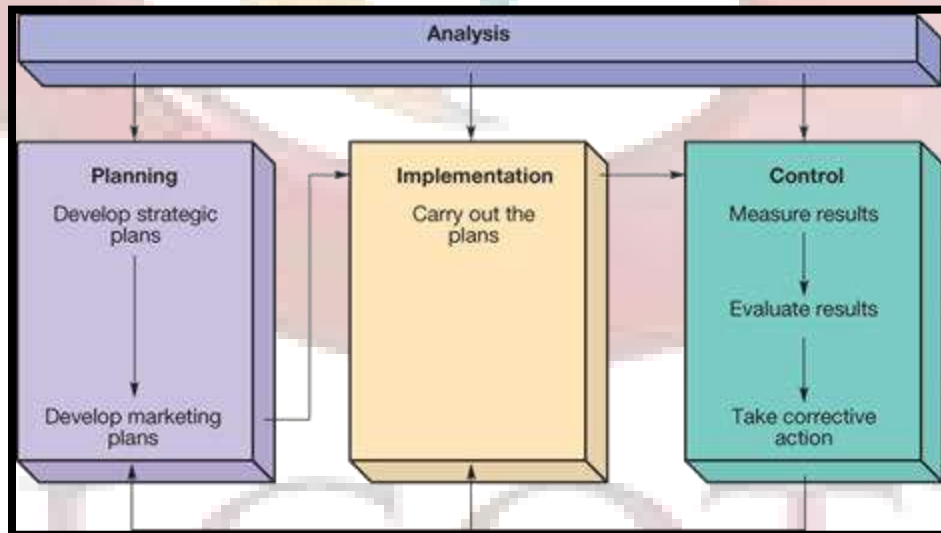 Analysis
Planning
Develop strategic
plans
Develop marketing
plans
Implementation
Carry out the
plans
Control
Measure results
Evaluate results
Take corrective
action